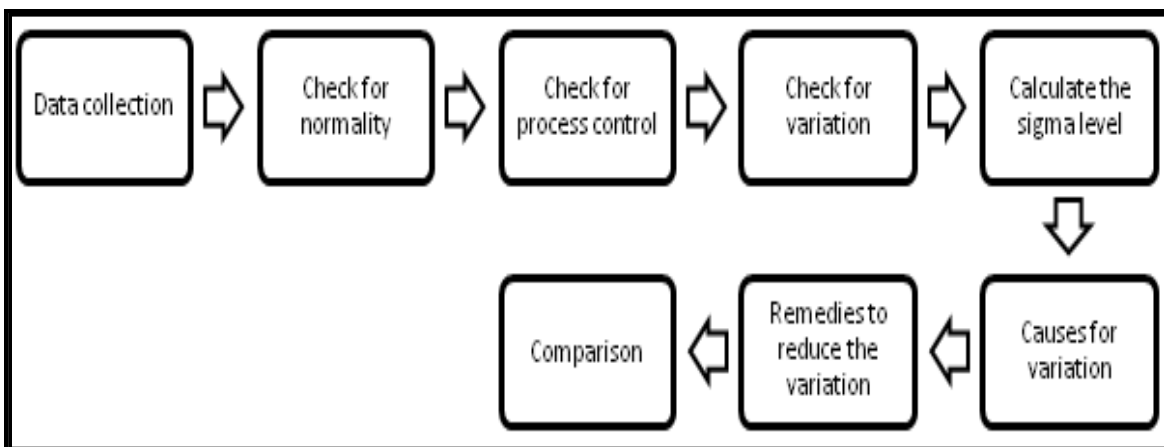 Data collection
Check for
normality
Check for
process control
Check for
variation
Calculate the
sigma level
Causes for
variation
Remedies to
reduce the
variation
Comparison